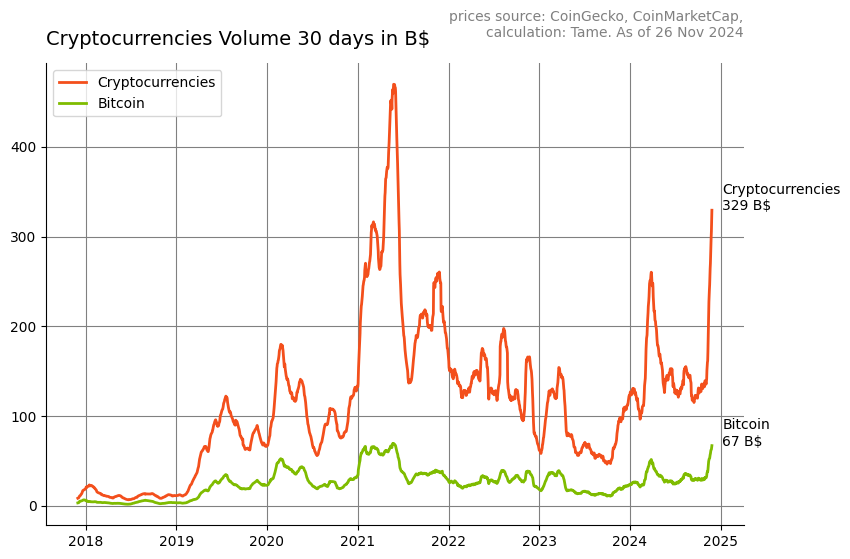 prices source: CoinGecko, CoinMarketCap,
calculation: Tame. As of 26 Nov 2024
Cryptocurrencies Volume 30 days in B$
Cryptocurrencies
Bitcoin
400
300
200
100
0
Cryptocurrencies
329 B$
Bitcoin
67 B$
2018 2019 2020 2021 2022 2023 2024 2025